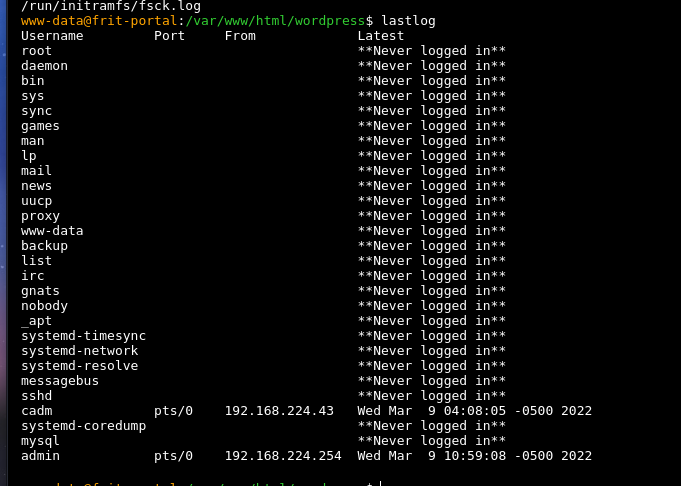 /run/initramfs/fsck.log
www-data@frit-portal:/var/www/html/wordpress$ lastlog
Username         Port     From             Latest
root                                       **Never logged in**
daemon                                     **Never logged in**
bin                                        **Never logged in**
sys                                        **Never logged in**
sync                                       **Never logged in**
games                                      **Never logged in**
man                                        **Never logged in**
lp                                         **Never logged in**
mail                                       **Never logged in**
news                                       **Never logged in**
uucp                                       **Never logged in**
proxy                                      **Never logged in**
www-data                                   **Never logged in**
backup                                     **Never logged in**
list                                       **Never logged in**
irc                                        **Never logged in**
gnats                                      **Never logged in**
nobody                                     **Never logged in**
_apt                                       **Never logged in**
systemd-timesync                           **Never logged in**
systemd-network                            **Never logged in**
systemd-resolve                            **Never logged in**
messagebus                                 **Never logged in**
sshd                                       **Never logged in**
cadm             pts/0    192.168.224.43   Wed Mar  9 04:08:05 -0500 2022
systemd-coredump                           **Never logged in**
mysql                                      **Never logged in**
admin            pts/0    192.168.224.254  Wed Mar  9 10:59:08 -0500 2022